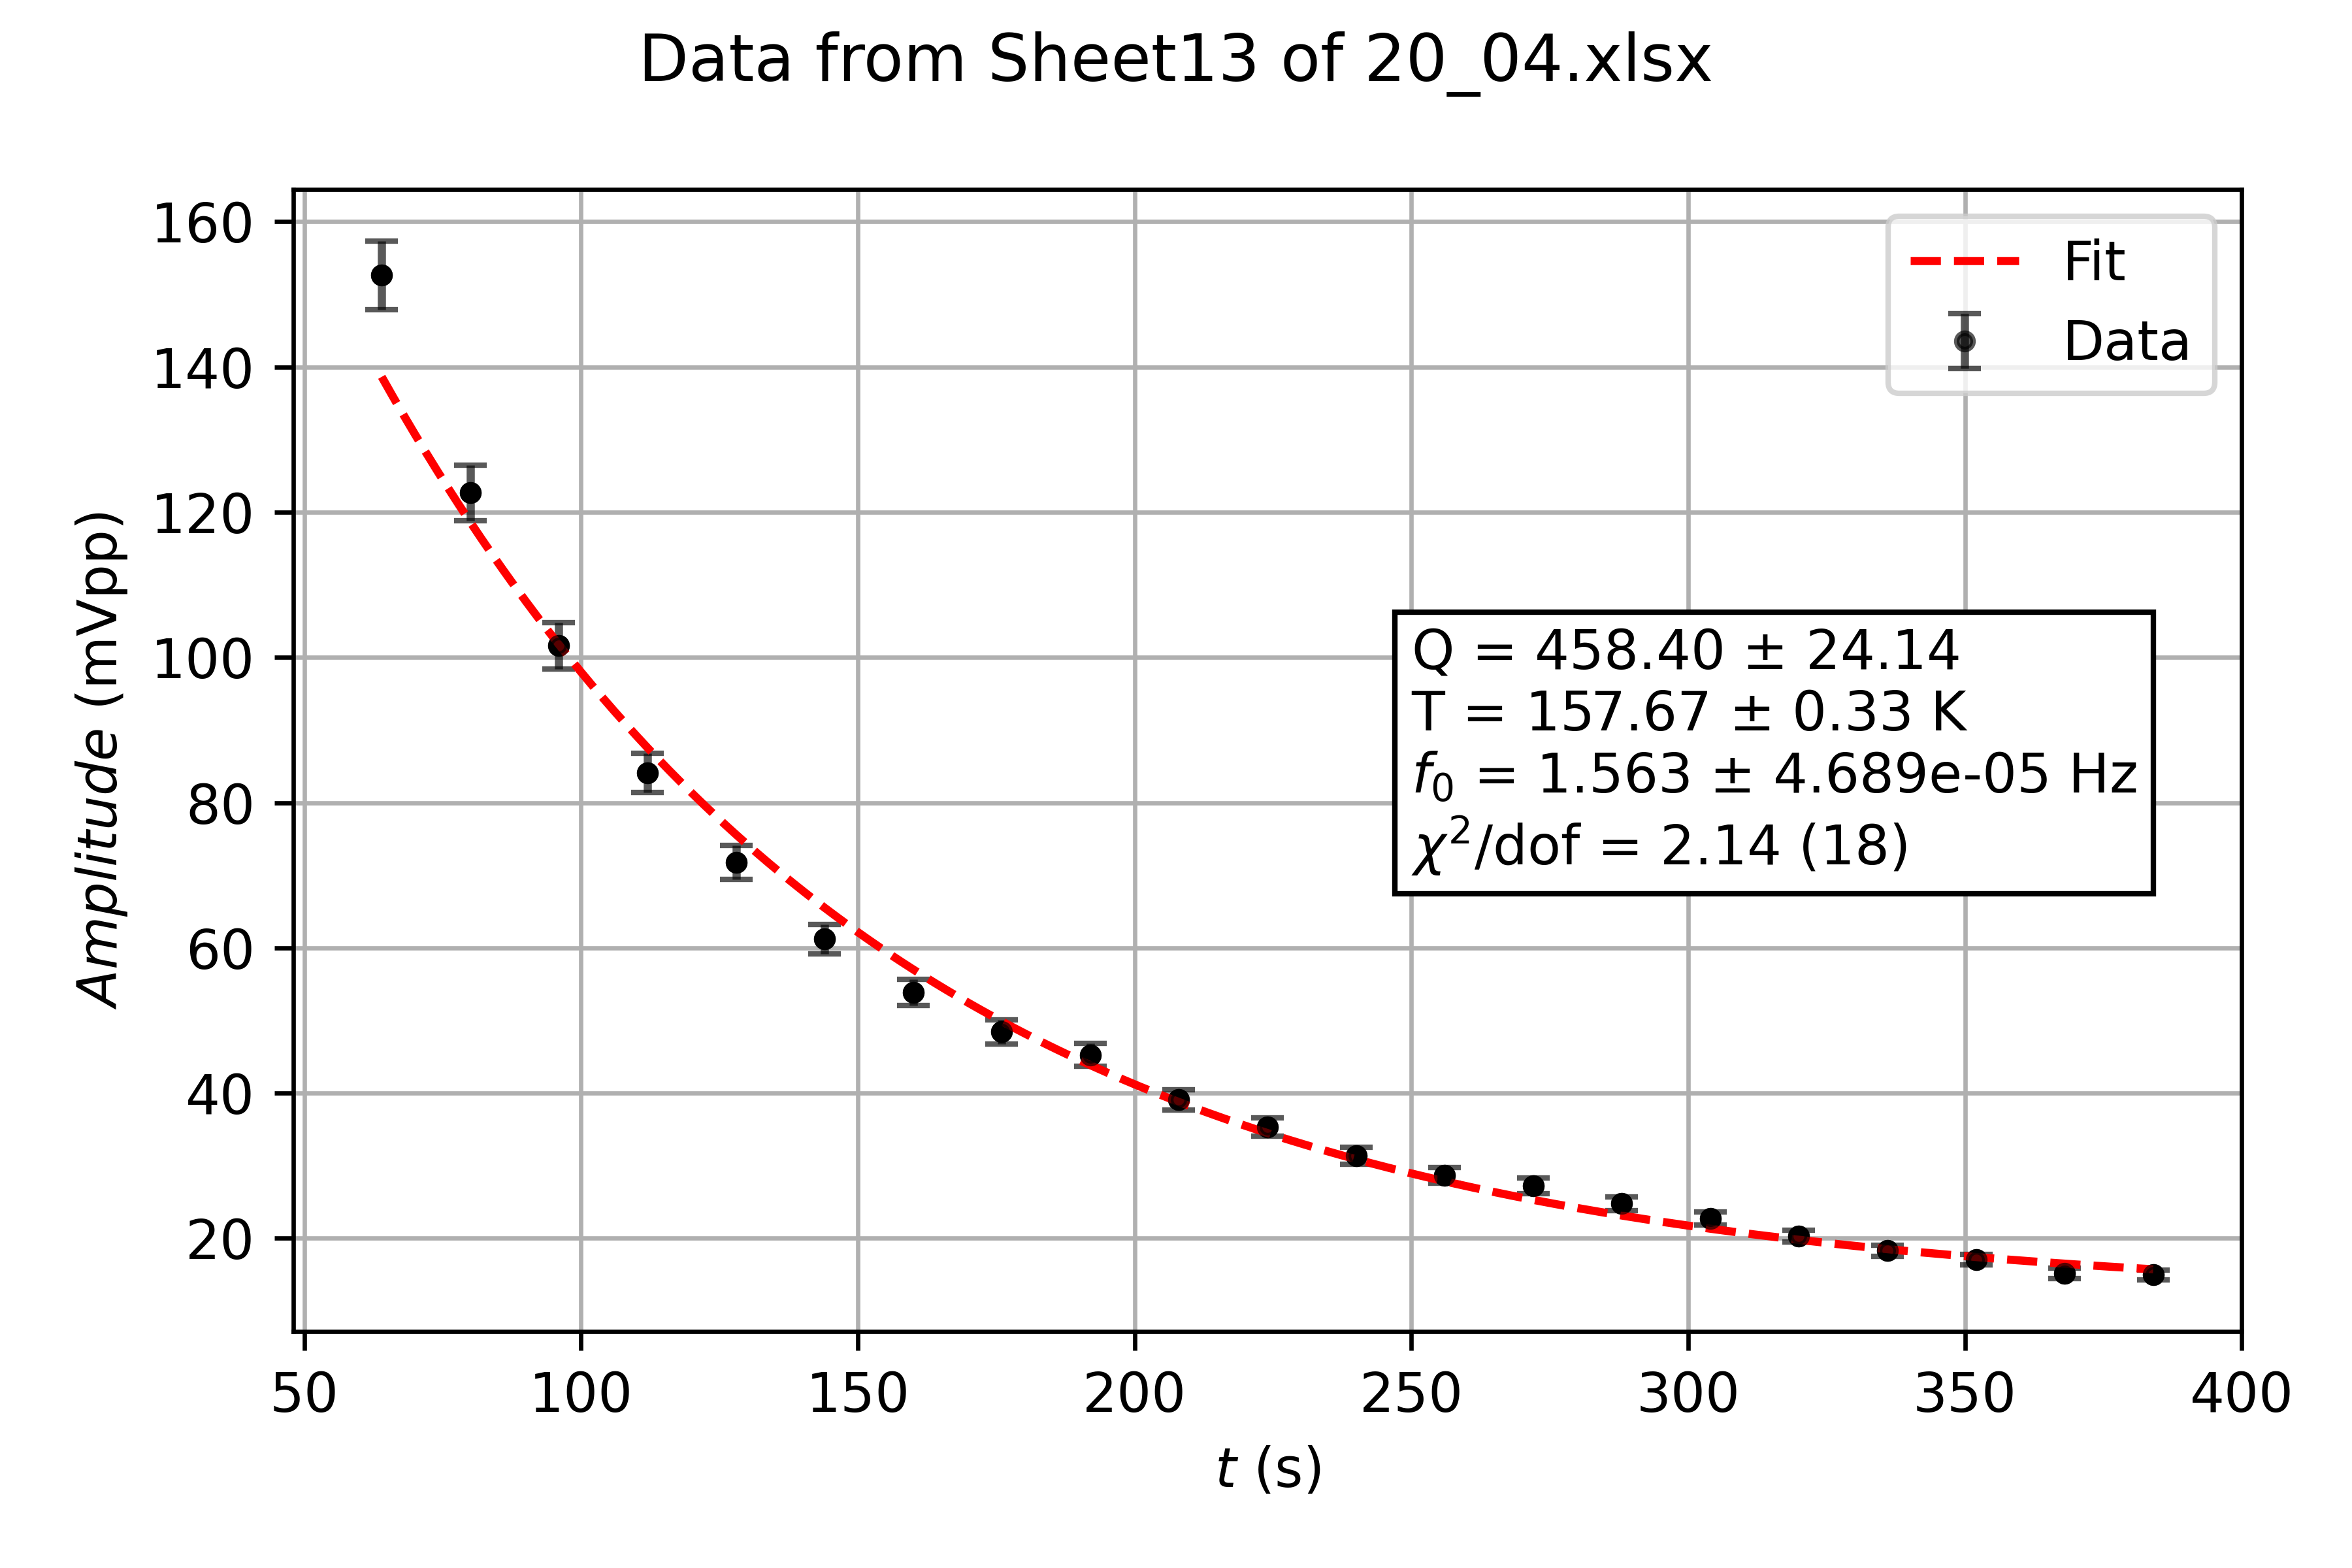 Data from Sheet13 of 20_04.xlsx
160
140
120
100
80
60
40
20
Amplitude (mVpp)
Fit
Data
Q = 458.40 ± 24.14
T = 157.67 ± 0.33 K
f₀ = 1.563 ± 4.689e-05 Hz
χ²/dof = 2.14 (18)
50 100 150 200 250 300 350 400
t (s)